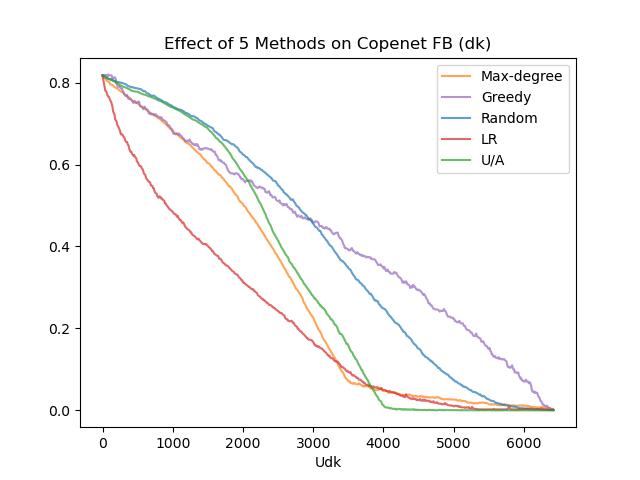 Effect of 5 Methods on Copenet FB (dk)
Max-degree
Greedy
Random
LR
U/A
0.8
0.6
0.4
0.2
0.0
0 1000 2000 3000 4000 5000 6000
Udk